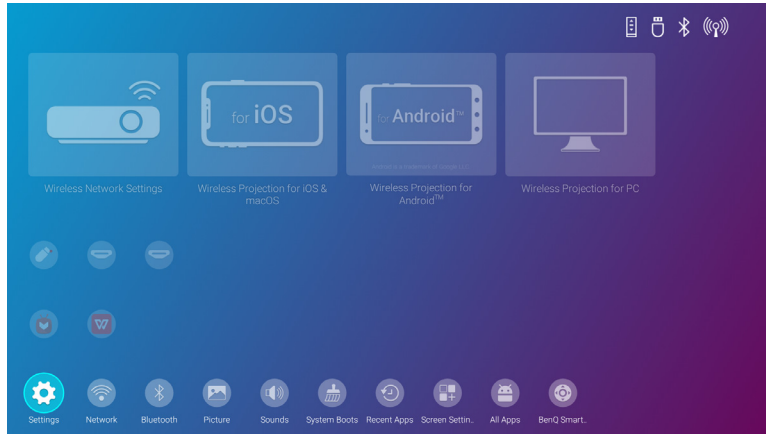 for iOS
for Android™
Wireless Network Settings
Wireless Projection for iOS &
macOS
Wireless Projection for
Android™
Wireless Projection for PC
Settings
Network
Bluetooth
Picture
Sounds
System Boots
Recent Apps
Screen Settin..
All Apps
BenQ Smart..